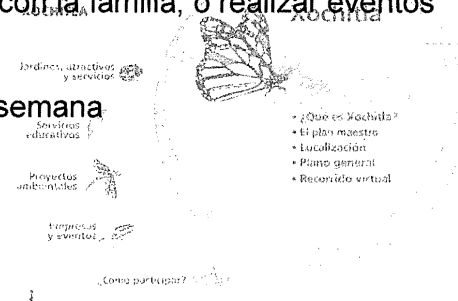 con la familia, o realizar eventos
XOCHITLA
Xochitla
Jardines, atractivos
y servicios
semana
Servicios
educativos
• ¿Qué es Xochitla?
• El plan maestro
• Localización
• Plano general
• Recorrido virtual
Proyectos
ambientales
Empresas
y eventos
¿Cómo participar?